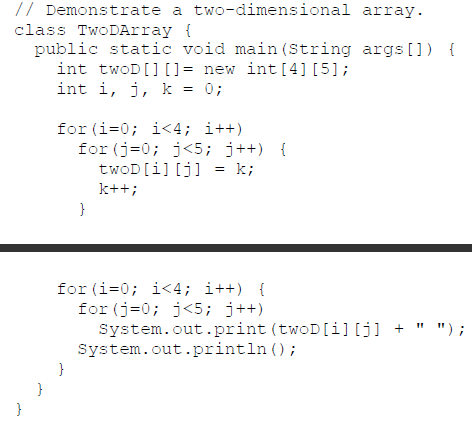 // Demonstrate a two-dimensional array.
class TwoDArray {
  public static void main(String args[]) {
    int twoD[][]= new int[4][5];
    int i, j, k = 0;

    for(i=0; i<4; i++)
      for(j=0; j<5; j++) {
        twoD[i][j] = k;
        k++;
      }

    for(i=0; i<4; i++) {
      for(j=0; j<5; j++)
        System.out.print(twoD[i][j] + " ");
      System.out.println();
    }
  }
}